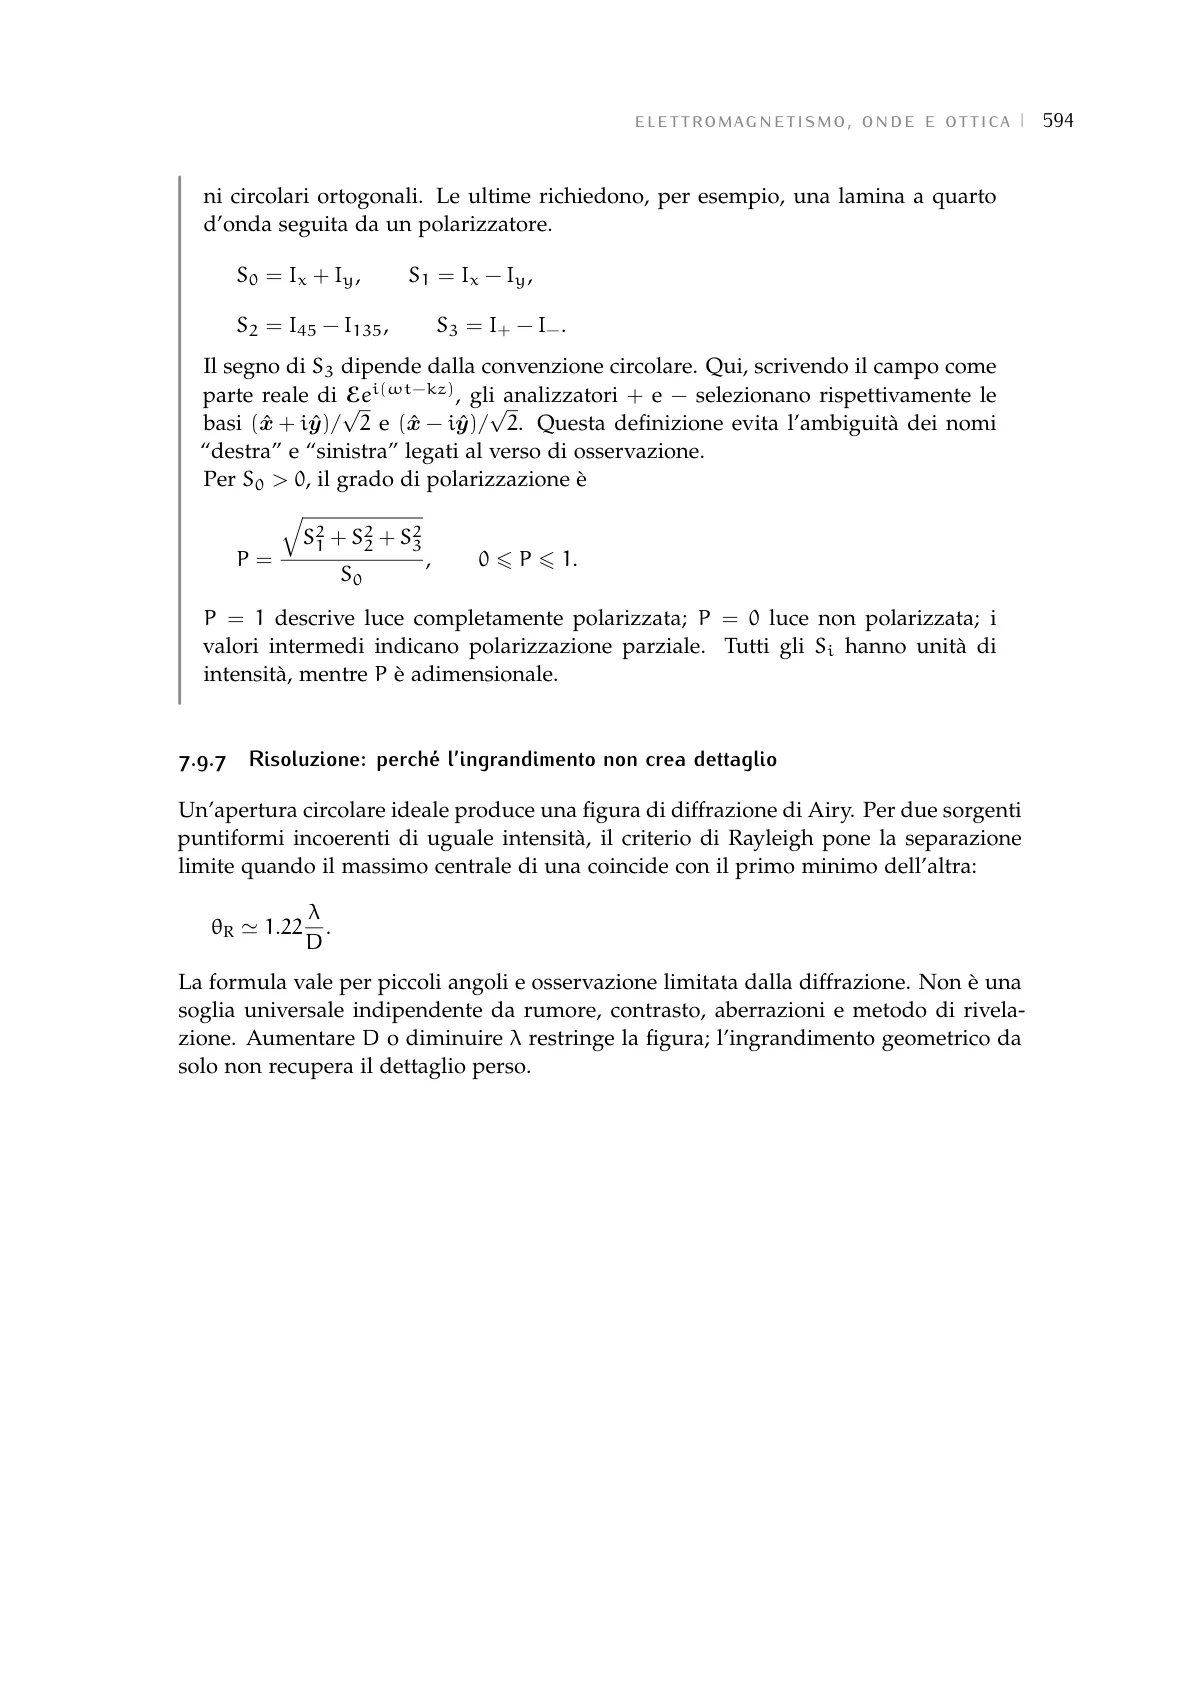 ELETTROMAGNETISMO, ONDE E OTTICA | 594
ni circolari ortogonali. Le ultime richiedono, per esempio, una lamina a quarto
d'onda seguita da un polarizzatore.
S₀ = Iₓ + I_y,  S₁ = Iₓ − I_y,
S₂ = I₄₅ − I₁₃₅,  S₃ = I₊ − I₋.
Il segno di S₃ dipende dalla convenzione circolare. Qui, scrivendo il campo come
parte reale di 𝓔e^{i(ωt−kz)}, gli analizzatori + e − selezionano rispettivamente le
basi (x̂ + iŷ)/√2 e (x̂ − iŷ)/√2. Questa definizione evita l'ambiguità dei nomi
“destra” e “sinistra” legati al verso di osservazione.
Per S₀ > 0, il grado di polarizzazione è
P = √(S₁² + S₂² + S₃²) / S₀,  0 ⩽ P ⩽ 1.
P = 1 descrive luce completamente polarizzata; P = 0 luce non polarizzata; i
valori intermedi indicano polarizzazione parziale. Tutti gli Sᵢ hanno unità di
intensità, mentre P è adimensionale.
7.9.7 Risoluzione: perché l'ingrandimento non crea dettaglio
Un'apertura circolare ideale produce una figura di diffrazione di Airy. Per due sorgenti
puntiformi incoerenti di uguale intensità, il criterio di Rayleigh pone la separazione
limite quando il massimo centrale di una coincide con il primo minimo dell'altra:
θ_R ≃ 1.22 λ/D.
La formula vale per piccoli angoli e osservazione limitata dalla diffrazione. Non è una
soglia universale indipendente da rumore, contrasto, aberrazioni e metodo di rivela-
zione. Aumentare D o diminuire λ restringe la figura; l'ingrandimento geometrico da
solo non recupera il dettaglio perso.